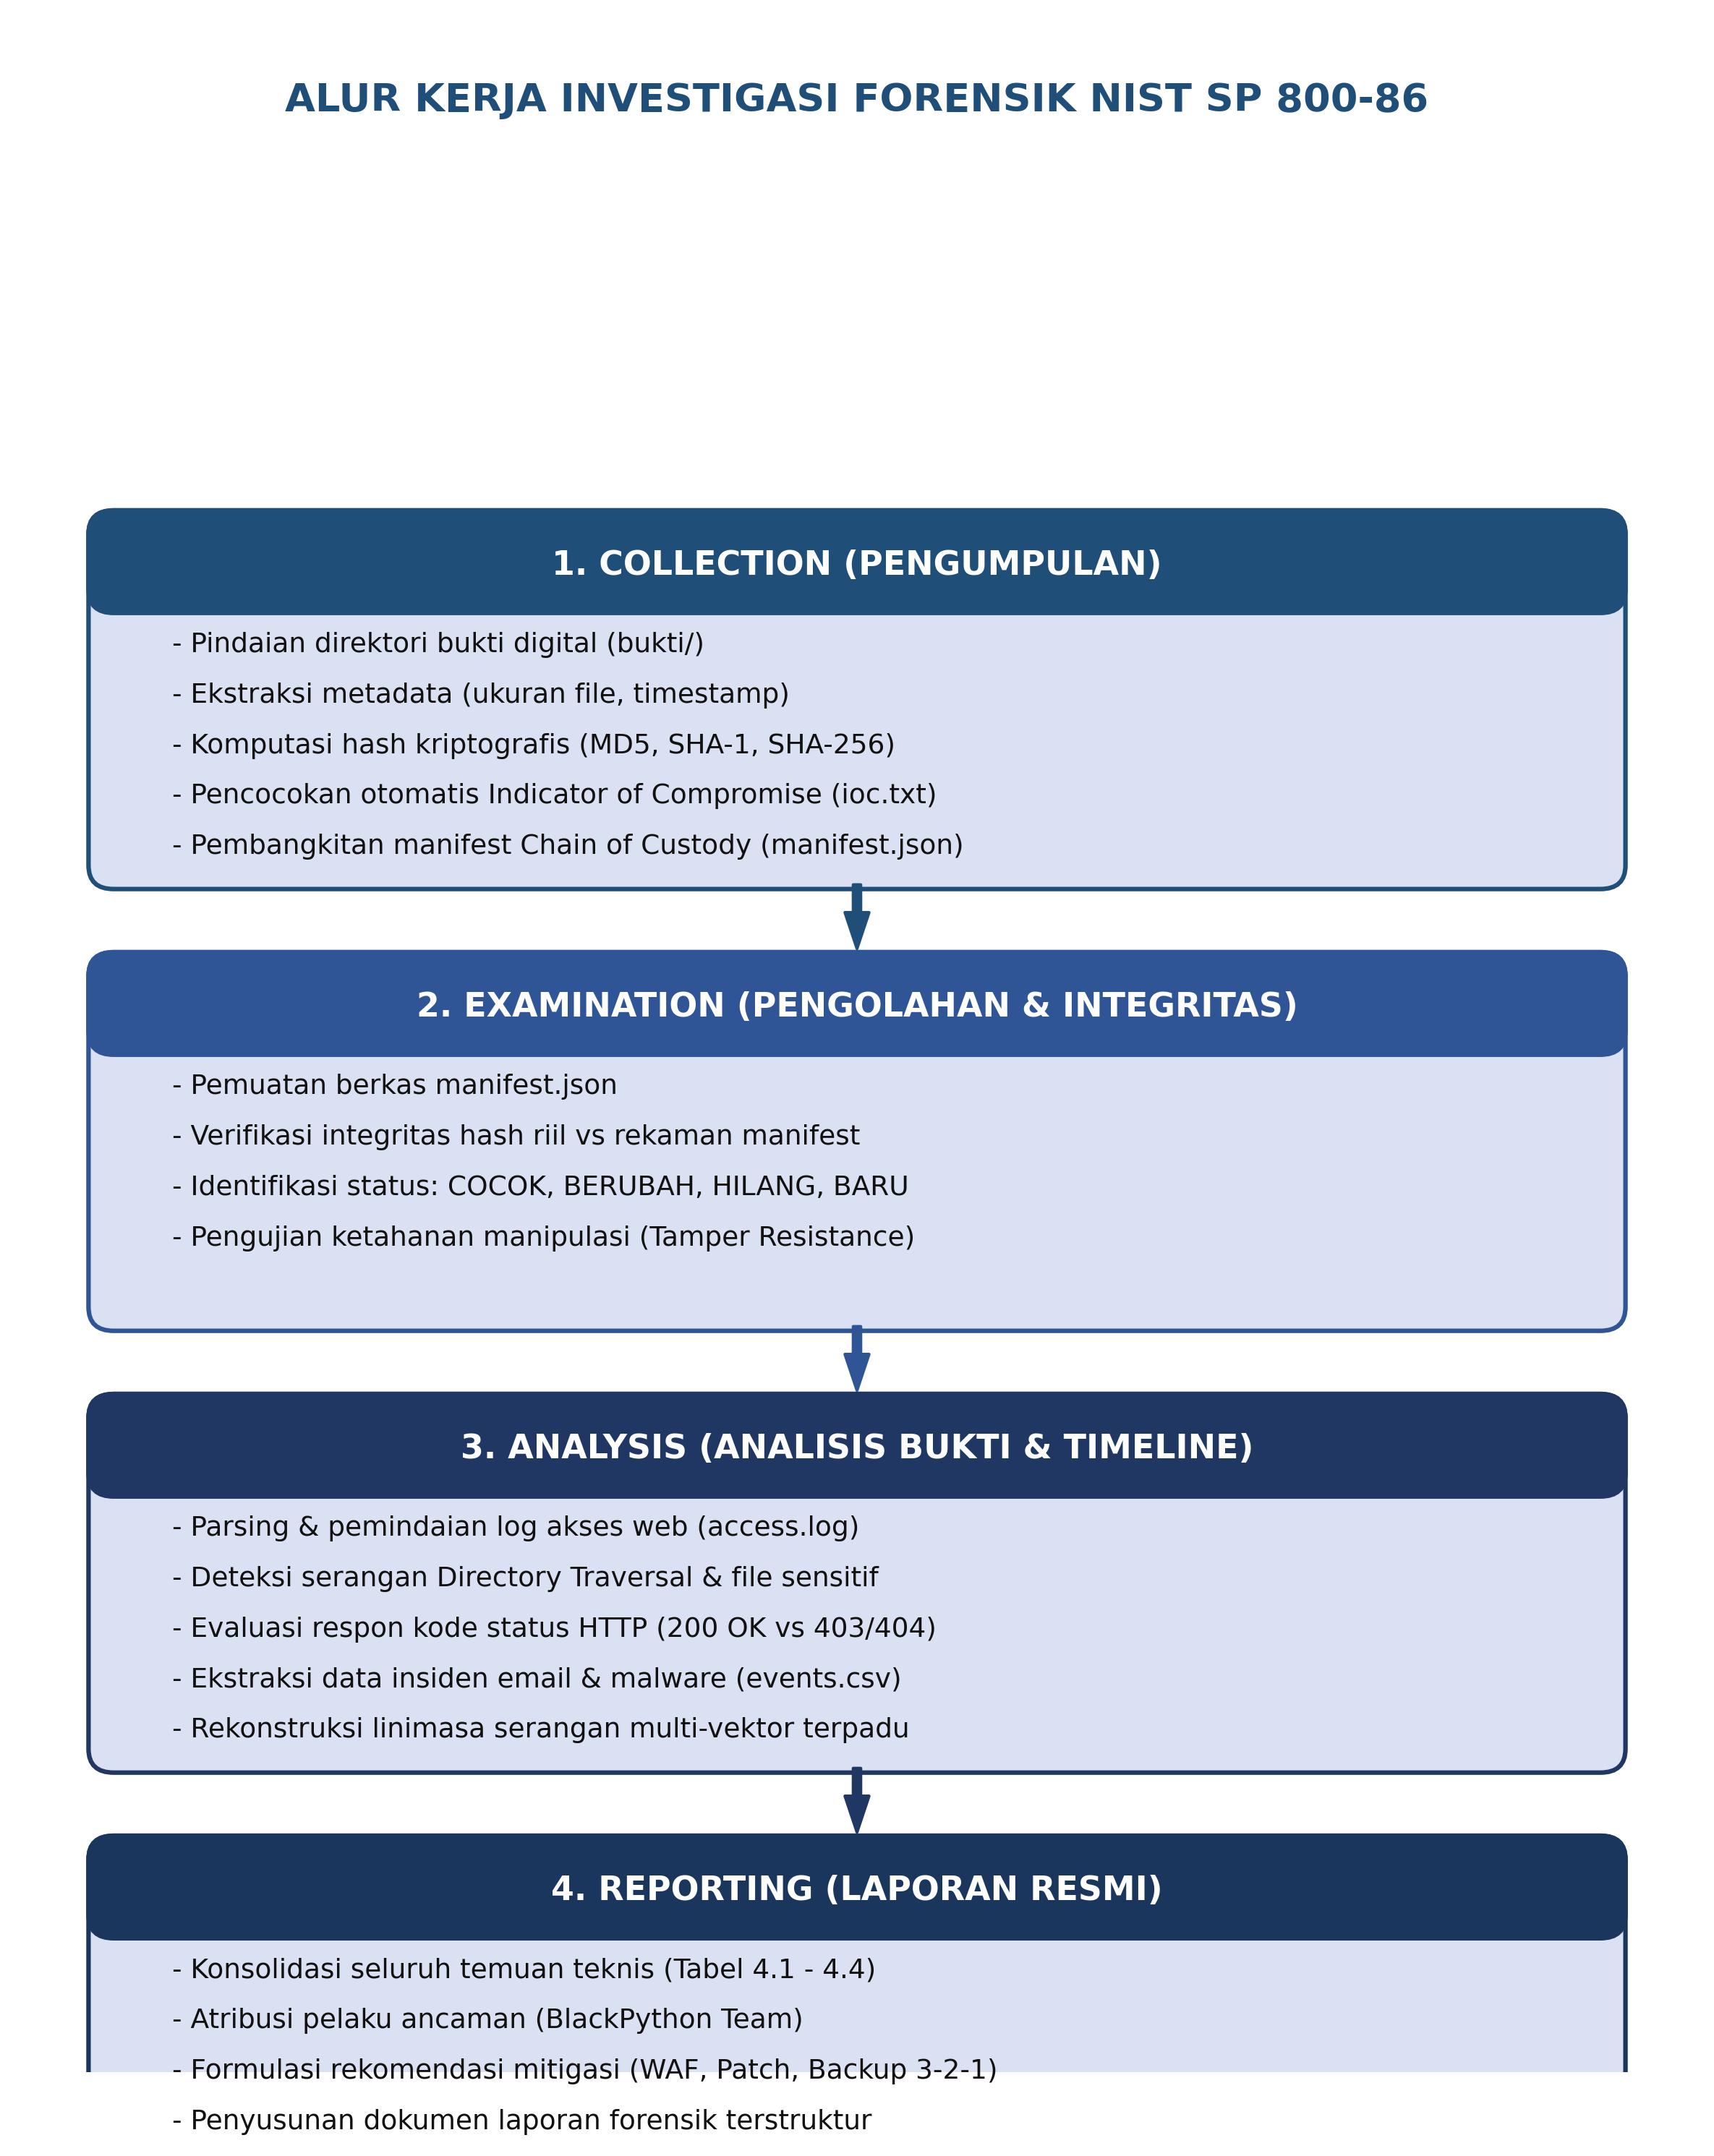 ALUR KERJA INVESTIGASI FORENSIK NIST SP 800-86
1. COLLECTION (PENGUMPULAN)
- Pindaian direktori bukti digital (bukti/)
- Ekstraksi metadata (ukuran file, timestamp)
- Komputasi hash kriptografis (MD5, SHA-1, SHA-256)
- Pencocokan otomatis Indicator of Compromise (ioc.txt)
- Pembangkitan manifest Chain of Custody (manifest.json)
2. EXAMINATION (PENGOLAHAN & INTEGRITAS)
- Pemuatan berkas manifest.json
- Verifikasi integritas hash riil vs rekaman manifest
- Identifikasi status: COCOK, BERUBAH, HILANG, BARU
- Pengujian ketahanan manipulasi (Tamper Resistance)
3. ANALYSIS (ANALISIS BUKTI & TIMELINE)
- Parsing & pemindaian log akses web (access.log)
- Deteksi serangan Directory Traversal & file sensitif
- Evaluasi respon kode status HTTP (200 OK vs 403/404)
- Ekstraksi data insiden email & malware (events.csv)
- Rekonstruksi linimasa serangan multi-vektor terpadu
4. REPORTING (LAPORAN RESMI)
- Konsolidasi seluruh temuan teknis (Tabel 4.1 - 4.4)
- Atribusi pelaku ancaman (BlackPython Team)
- Formulasi rekomendasi mitigasi (WAF, Patch, Backup 3-2-1)
- Penyusunan dokumen laporan forensik terstruktur